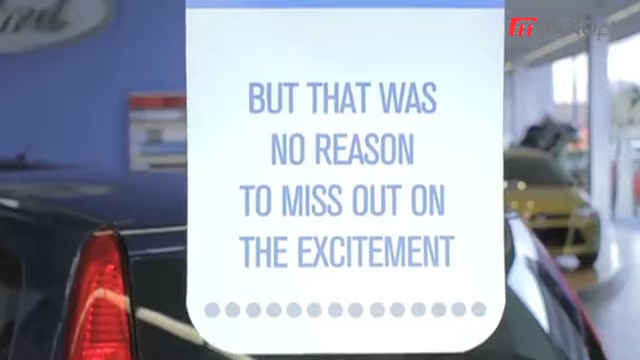 BUT THAT WAS
NO REASON
TO MISS OUT ON
THE EXCITEMENT